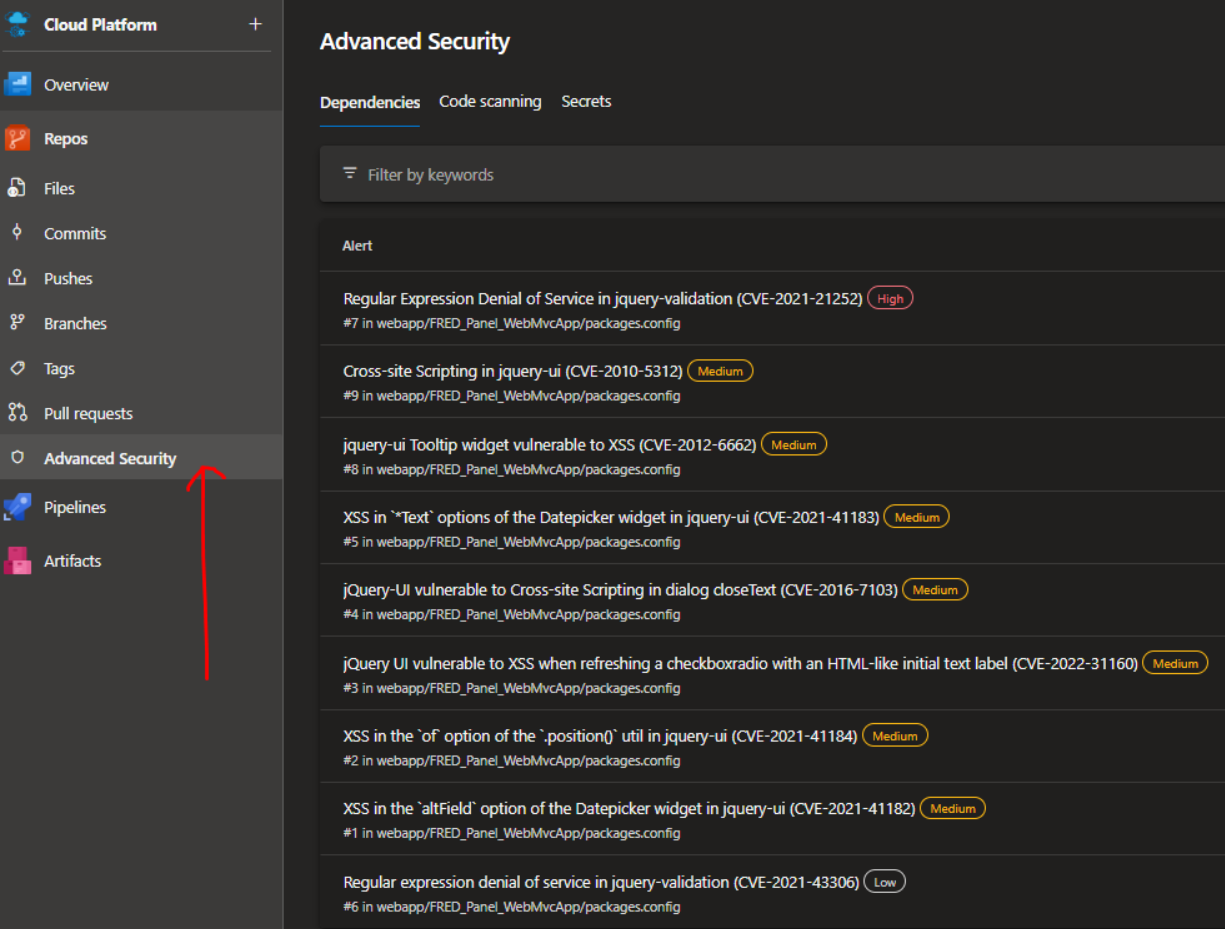 Cloud Platform +
Overview
Repos
Files
Commits
Pushes
Branches
Tags
Pull requests
Advanced Security
Pipelines
Artifacts
Advanced Security
Dependencies Code scanning Secrets
Filter by keywords
Alert
Regular Expression Denial of Service in jquery-validation (CVE-2021-21252) High
#7 in webapp/FRED_Panel_WebMvcApp/packages.config
Cross-site Scripting in jquery-ui (CVE-2010-5312) Medium
#9 in webapp/FRED_Panel_WebMvcApp/packages.config
jquery-ui Tooltip widget vulnerable to XSS (CVE-2012-6662) Medium
#8 in webapp/FRED_Panel_WebMvcApp/packages.config
XSS in `*Text` options of the Datepicker widget in jquery-ui (CVE-2021-41183) Medium
#5 in webapp/FRED_Panel_WebMvcApp/packages.config
jQuery-UI vulnerable to Cross-site Scripting in dialog closeText (CVE-2016-7103) Medium
#4 in webapp/FRED_Panel_WebMvcApp/packages.config
jQuery UI vulnerable to XSS when refreshing a checkboxradio with an HTML-like initial text label (CVE-2022-31160) Medium
#3 in webapp/FRED_Panel_WebMvcApp/packages.config
XSS in the `of` option of the `.position()` util in jquery-ui (CVE-2021-41184) Medium
#2 in webapp/FRED_Panel_WebMvcApp/packages.config
XSS in the `altField` option of the Datepicker widget in jquery-ui (CVE-2021-41182) Medium
#1 in webapp/FRED_Panel_WebMvcApp/packages.config
Regular expression denial of service in jquery-validation (CVE-2021-43306) Low
#6 in webapp/FRED_Panel_WebMvcApp/packages.config